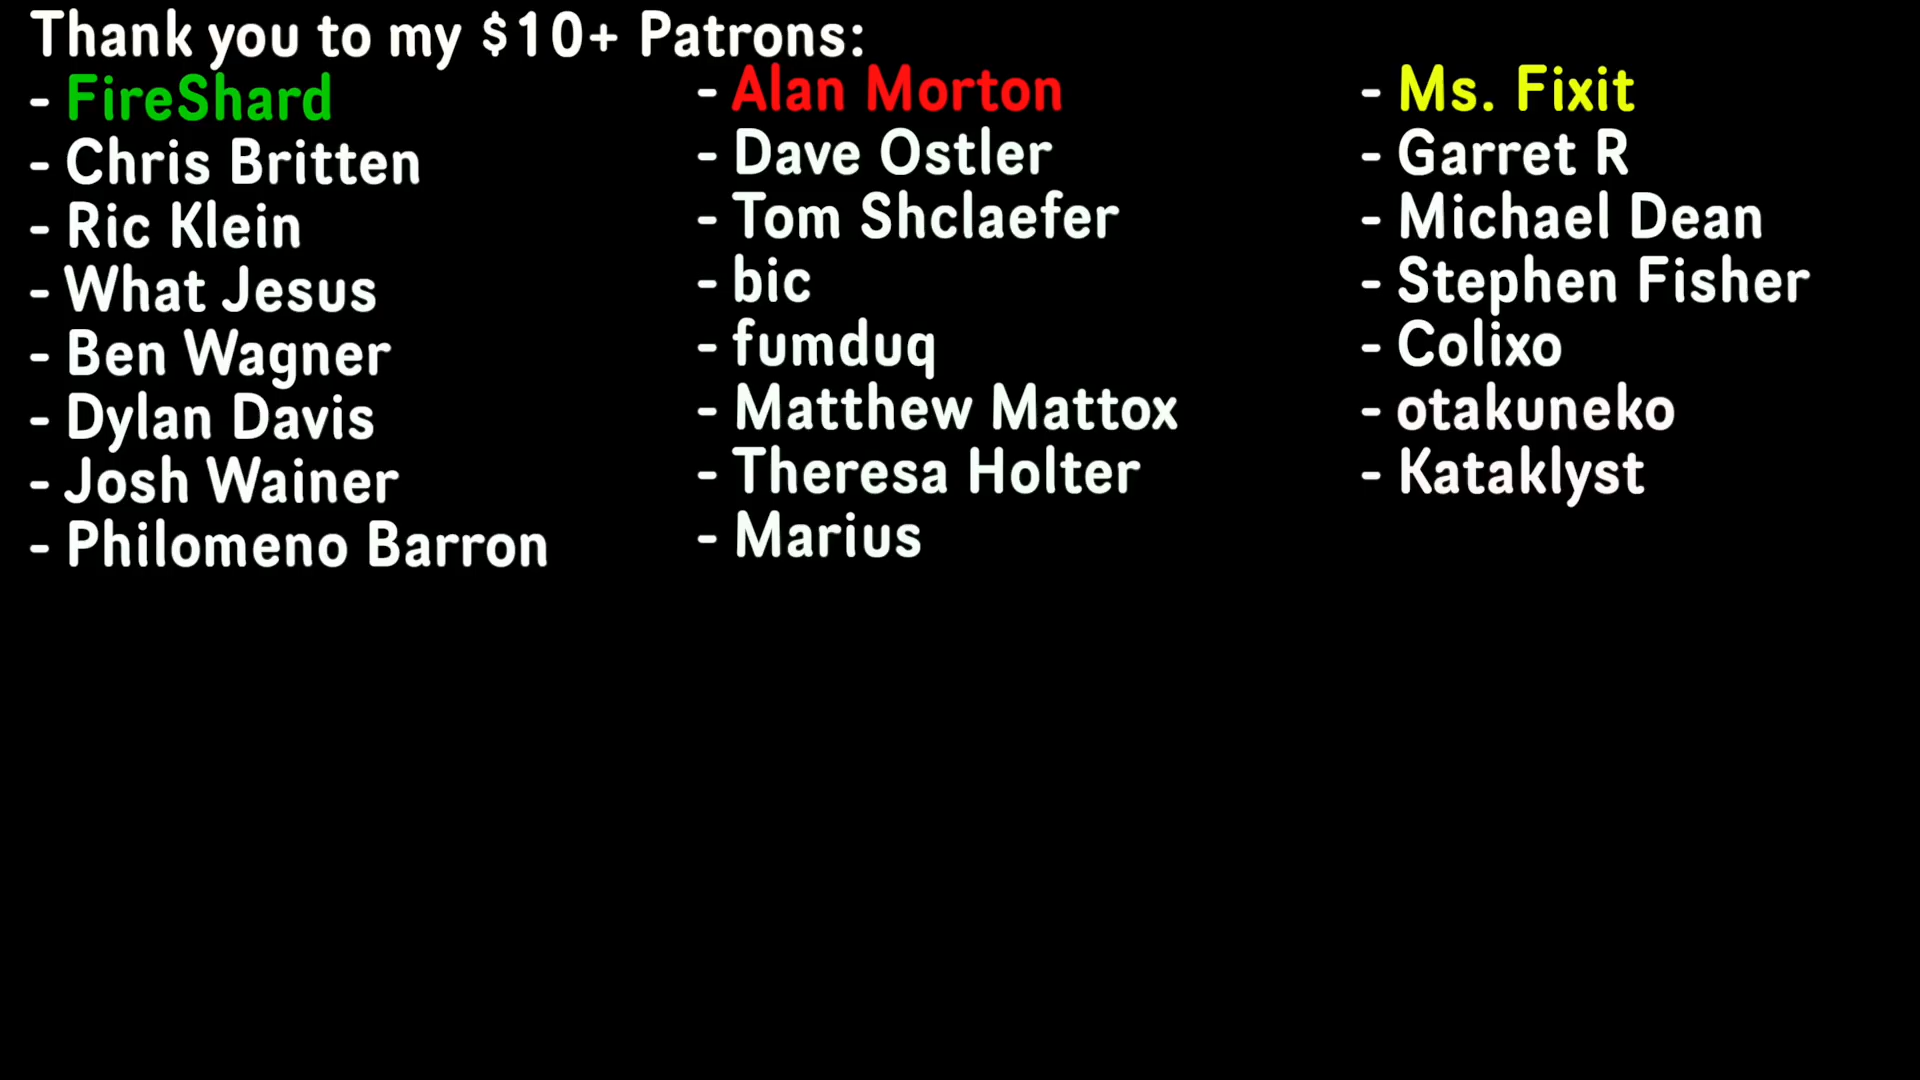 Thank you to my $10+ Patrons:
- FireShard
- Chris Britten
- Ric Klein
- What Jesus
- Ben Wagner
- Dylan Davis
- Josh Wainer
- Philomeno Barron
- Alan Morton
- Dave Ostler
- Tom Shclaefer
- bic
- fumduq
- Matthew Mattox
- Theresa Holter
- Marius
- Ms. Fixit
- Garret R
- Michael Dean
- Stephen Fisher
- Colixo
- otakuneko
- Kataklyst